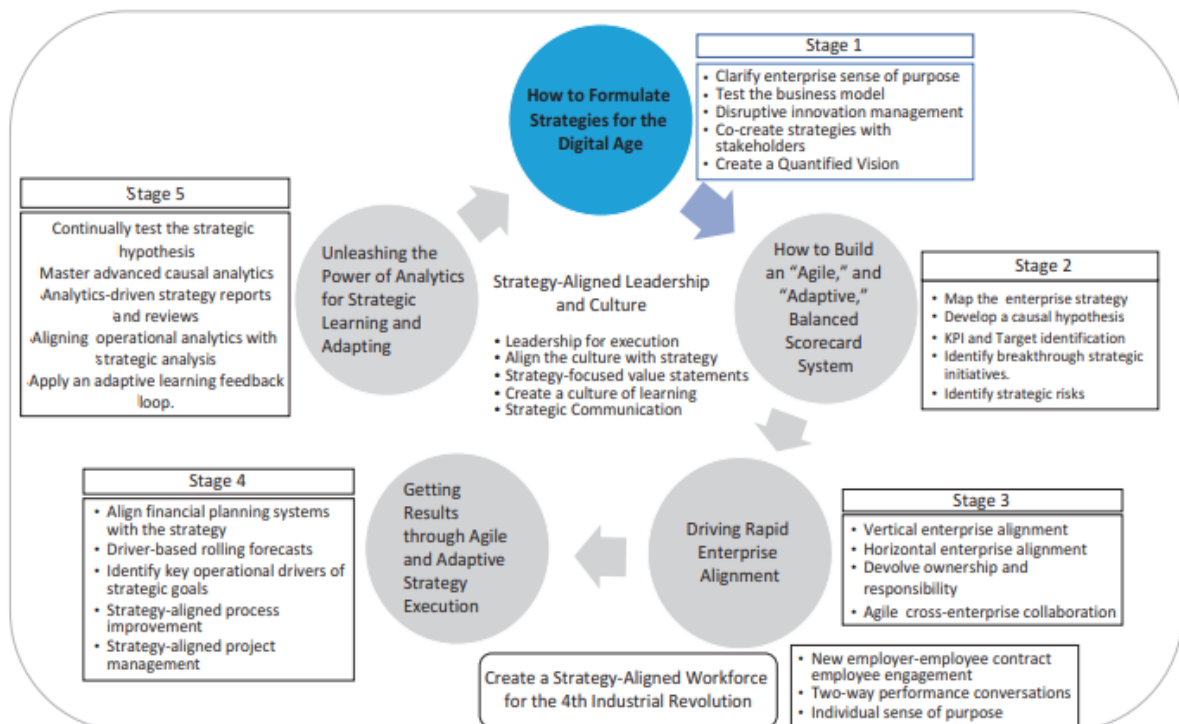 How to Formulate
Strategies for the
Digital Age
Stage 1
• Clarify enterprise sense of purpose
• Test the business model
• Disruptive innovation management
• Co-create strategies with
stakeholders
• Create a Quantified Vision
How to Build
an “Agile,” and
“Adaptive,”
Balanced
Scorecard
System
Stage 2
• Map the enterprise strategy
• Develop a causal hypothesis
• KPI and Target identification
• Identify breakthrough strategic
initiatives.
• Identify strategic risks
Driving Rapid
Enterprise
Alignment
Stage 3
• Vertical enterprise alignment
• Horizontal enterprise alignment
• Devolve ownership and
responsibility
• Agile cross-enterprise collaboration
Create a Strategy-Aligned Workforce
for the 4th Industrial Revolution
• New employer-employee contract
employee engagement
• Two-way performance conversations
• Individual sense of purpose
Getting
Results
through Agile
and Adaptive
Strategy
Execution
Stage 4
• Align financial planning systems
with the strategy
• Driver-based rolling forecasts
• Identify key operational drivers of
strategic goals
• Strategy-aligned process
improvement
• Strategy-aligned project
management
Unleashing the
Power of Analytics
for Strategic
Learning and
Adapting
Stage 5
Continually test the strategic
hypothesis
Master advanced causal analytics
Analytics-driven strategy reports
and reviews
Aligning operational analytics with
strategic analysis
Apply an adaptive learning feedback
loop.
Strategy-Aligned Leadership
and Culture
• Leadership for execution
• Align the culture with strategy
• Strategy-focused value statements
• Create a culture of learning
• Strategic Communication